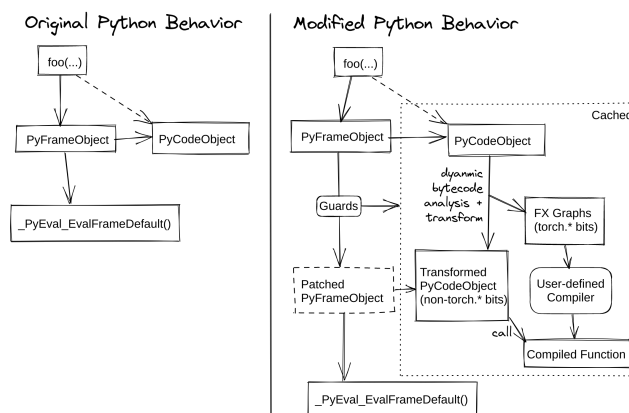 Original Python Behavior
foo(...)
PyFrameObject
PyCodeObject
_PyEval_EvalFrameDefault()
Modified Python Behavior
foo(...)
Cached
PyFrameObject
PyCodeObject
dyanmic
bytecode
analysis +
transform
Guards
FX Graphs
(torch.* bits)
Patched
PyFrameObject
Transformed
PyCodeObject
(non-torch.* bits)
User-defined
Compiler
call
Compiled Function
_PyEval_EvalFrameDefault()